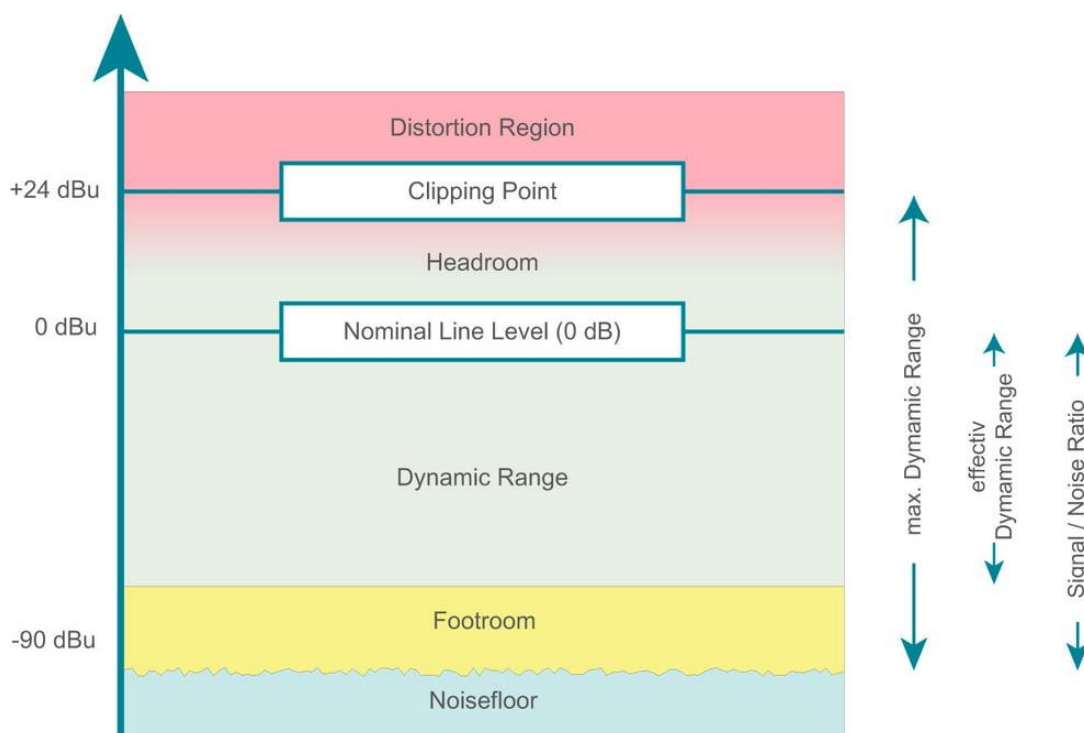 Distortion Region
+24 dBu
Clipping Point
Headroom
0 dBu
Nominal Line Level (0 dB)
Dynamic Range
Footroom
-90 dBu
Noisefloor
max. Dymamic Range
effectiv
Dymamic Range
Signal / Noise Ratio